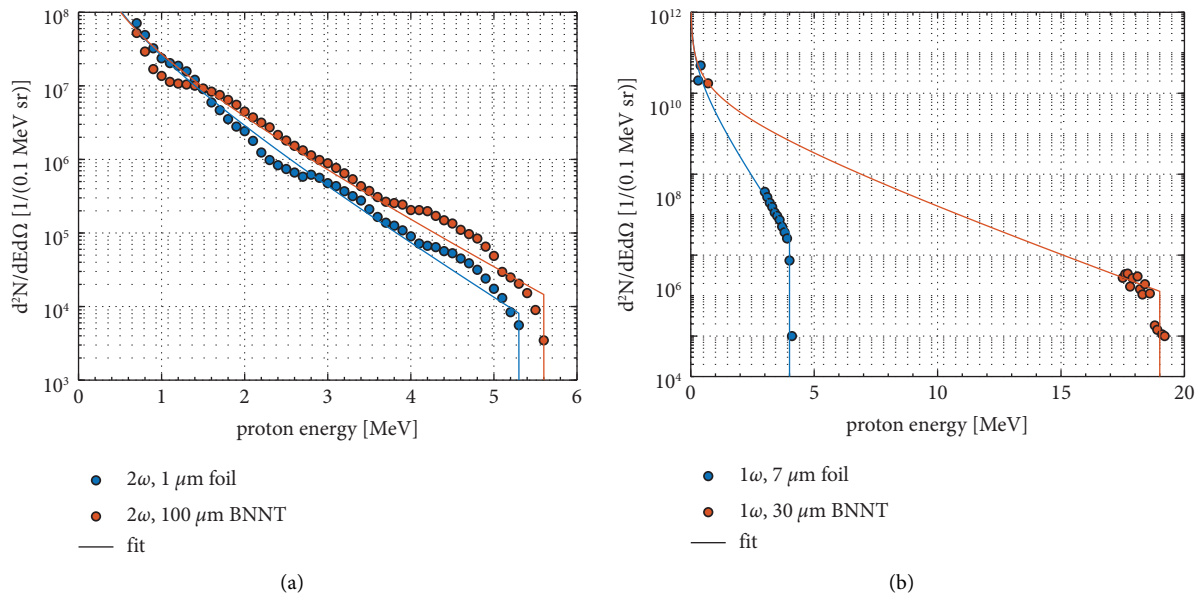 (a)
10⁸
10⁷
10⁶
10⁵
10⁴
10³
d²N/dEdΩ [1/(0.1 MeV sr)]
0 1 2 3 4 5 6
proton energy [MeV]
2ω, 1 μm foil
2ω, 100 μm BNNT
fit
(a)
(b)
10¹²
10¹⁰
10⁸
10⁶
10⁴
d²N/dEdΩ [1/(0.1 MeV sr)]
0 5 10 15 20
proton energy [MeV]
1ω, 7 μm foil
1ω, 30 μm BNNT
fit
(b)